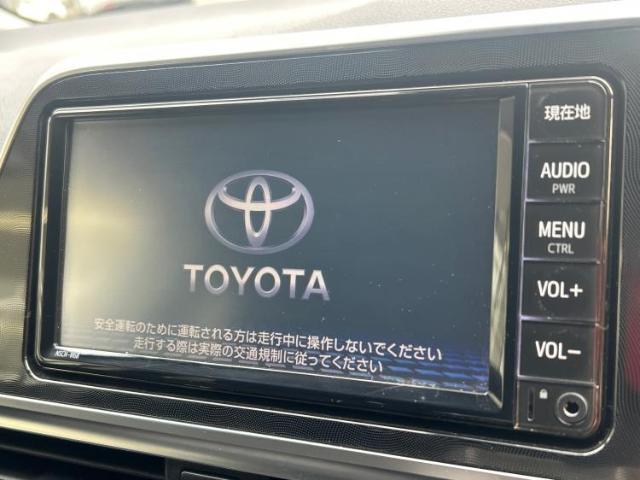 TOYOTA
安全運転のために運転される方は走行中に操作しないでください
走行する際は実際の交通規制に従ってください
現在地
AUDIO
PWR
MENU
CTRL
VOL+
VOL−